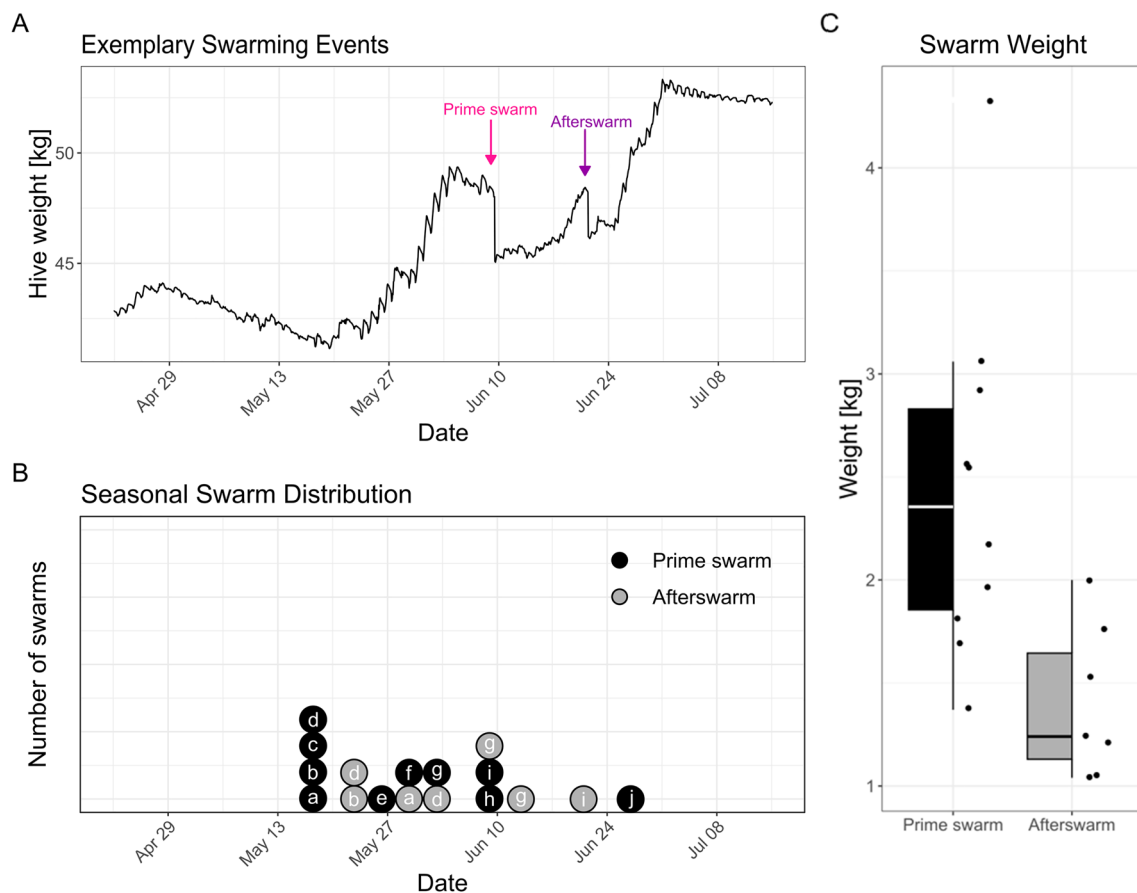 A
Exemplary Swarming Events
Hive weight [kg]
50
45
Prime swarm
Afterswarm
Apr 29
May 13
May 27
Jun 10
Jun 24
Jul 08
Date
B
Seasonal Swarm Distribution
Number of swarms
Prime swarm
Afterswarm
d
c
g
b d f g i
a b e a d h g i j
Apr 29
May 13
May 27
Jun 10
Jun 24
Jul 08
Date
C
Swarm Weight
Weight [kg]
4
3
2
1
Prime swarm
Afterswarm